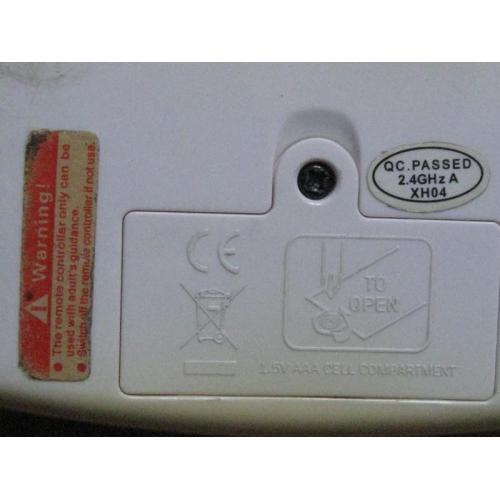 Warning!
The remote controller only can be
used with adult's guidance.
Switch off the remote controller if not use.
QC.PASSED
2.4GHz A
XH04
CE
TO
OPEN
1.5V AAA CELL COMPARTMENT